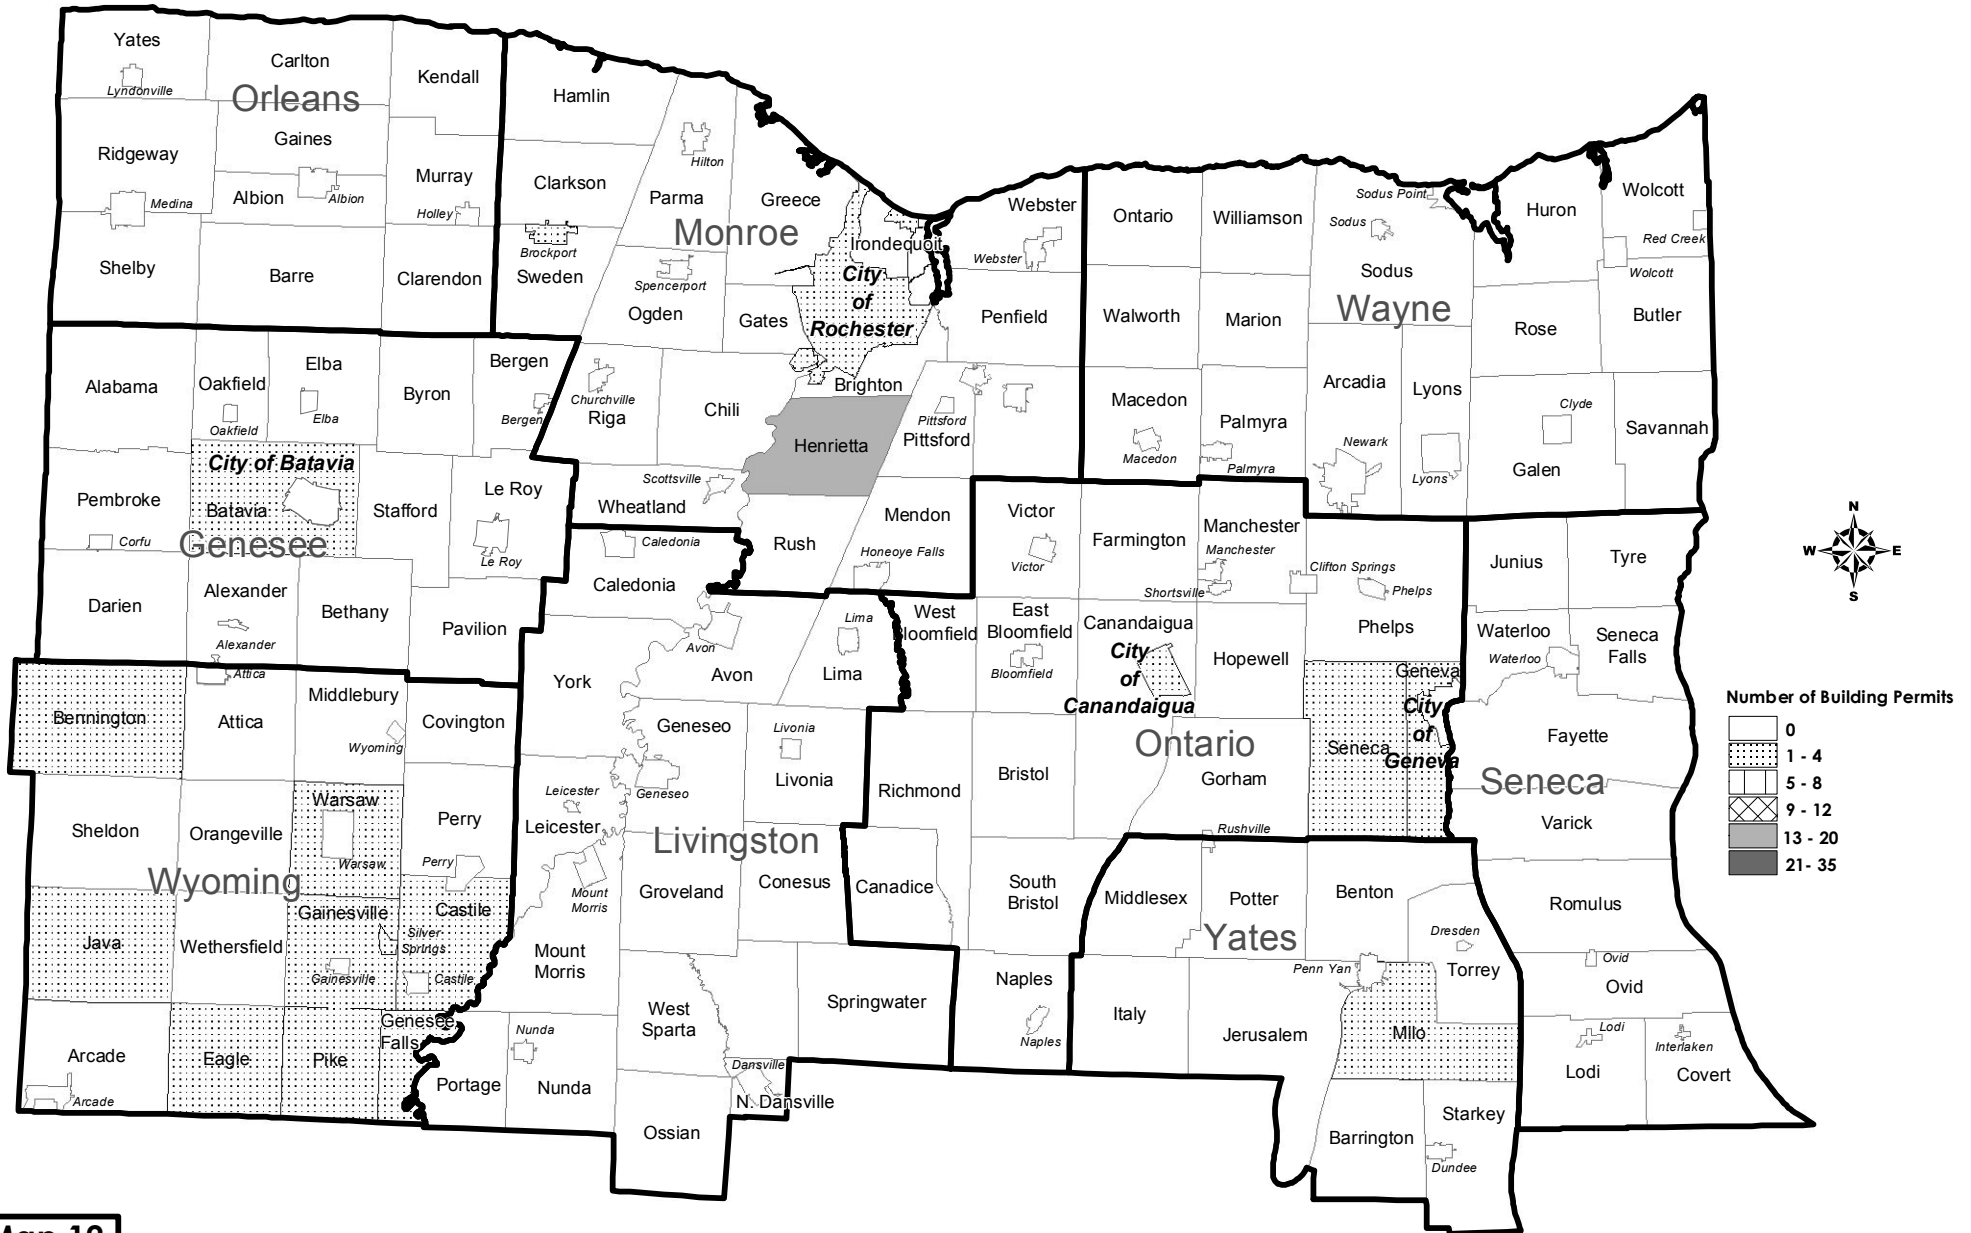 Yates
Lyndonville
Carlton
Kendall
Orleans
Ridgeway
Gaines
Medina
Albion
Albion
Murray
Holley
Shelby
Barre
Clarendon
Hamlin
Clarkson
Brockport
Sweden
Hilton
Parma
Greece
Monroe
Spencerport
Ogden
Gates
Irondequoit
City
of
Rochester
Webster
Webster
Penfield
Churchville
Riga
Chili
Brighton
Henrietta
Pittsford
Pittsford
Scottsville
Wheatland
Rush
Mendon
Honeoye Falls
Ontario
Williamson
Sodus Point
Sodus
Sodus
Huron
Wolcott
Red Creek
Wolcott
Walworth
Marion
Wayne
Rose
Butler
Macedon
Macedon
Palmyra
Palmyra
Arcadia
Newark
Lyons
Lyons
Clyde
Galen
Savannah
Alabama
Oakfield
Oakfield
Elba
Elba
Byron
Bergen
Bergen
City of Batavia
Batavia
Pembroke
Corfu
Genesee
Stafford
Le Roy
Le Roy
Darien
Alexander
Alexander
Bethany
Pavilion
Attica
Bennington
Attica
Middlebury
Wyoming
Covington
Sheldon
Orangeville
Warsaw
Warsaw
Perry
Perry
Wyoming
Java
Wethersfield
Gainesville
Gainesville
Silver
Springs
Castile
Castile
Arcade
Arcade
Eagle
Pike
Genesee
Falls
Caledonia
Caledonia
Avon
Avon
Lima
Lima
York
Geneseo
Geneseo
Livonia
Livonia
Leicester
Leicester
Livingston
Mount
Morris
Groveland
Conesus
Mount
Morris
West
Sparta
Springwater
Nunda
Nunda
Portage
Dansville
N. Dansville
Ossian
Victor
Victor
Farmington
Manchester
Manchester
Shortsville
Clifton Springs
Phelps
Phelps
West
Bloomfield
East
Bloomfield
Bloomfield
Canandaigua
City
of
Canandaigua
Hopewell
Geneva
City
of
Geneva
Seneca
Ontario
Gorham
Rushville
Richmond
Bristol
Canadice
South
Bristol
Naples
Naples
Middlesex
Potter
Benton
Yates
Dresden
Torrey
Penn Yan
Italy
Jerusalem
Milo
Barrington
Starkey
Dundee
Junius
Tyre
Waterloo
Waterloo
Seneca
Falls
Fayette
Seneca
Varick
Romulus
Ovid
Ovid
Lodi
Lodi
Interlaken
Covert
N
W
E
S
Number of Building Permits
0
1 - 4
5 - 8
9 - 12
13 - 20
21 - 35
Map 12